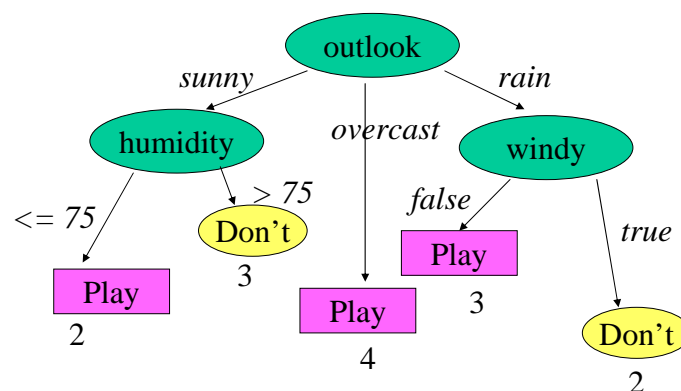 outlook
sunny
rain
humidity
overcast
windy
<= 75
> 75
false
true
Don't
3
Play
2
Play
4
Play
3
Don't
2